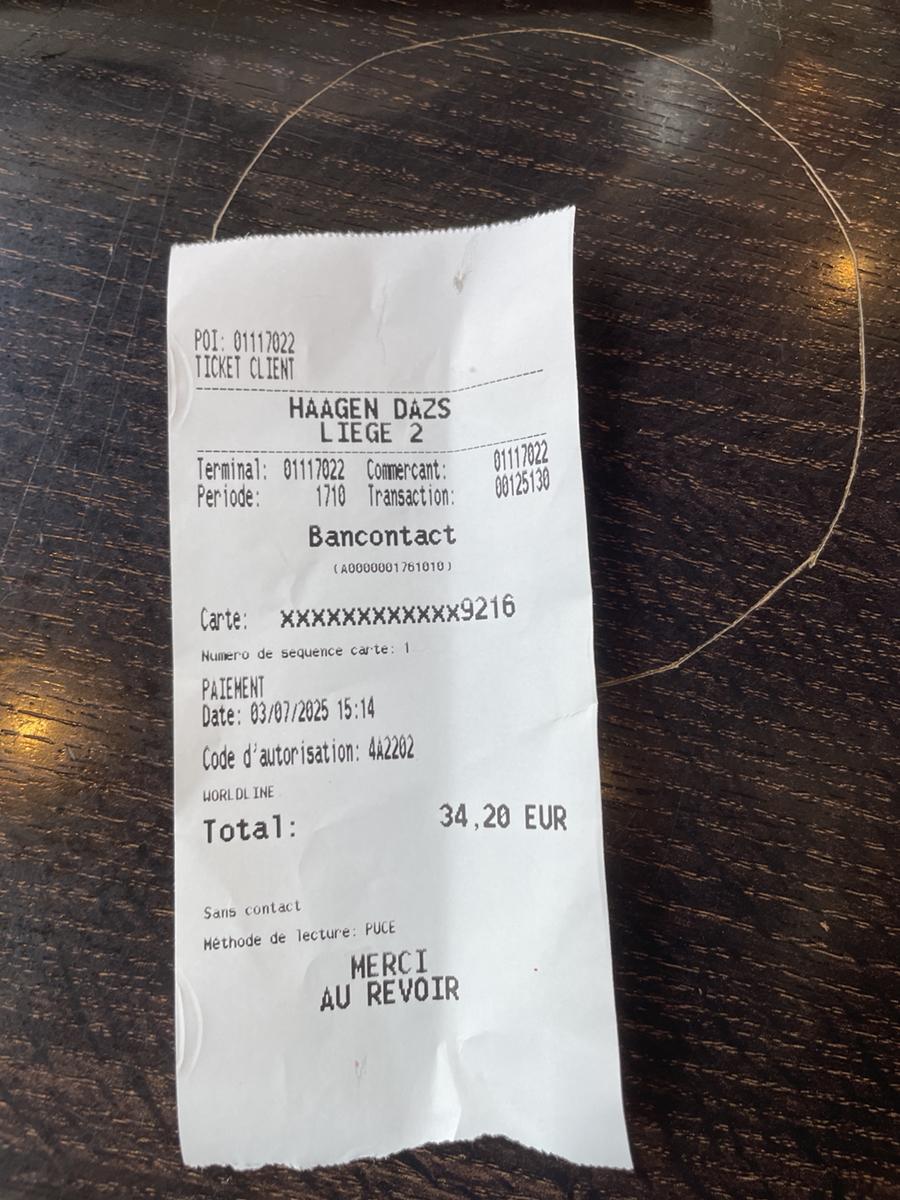 POI: 01117022
TICKET CLIENT
HAAGEN DAZS
LIEGE 2
Terminal: 01117022 Commercant: 01117022
Periode: 1710 Transaction: 00125130
Bancontact
(A0000001761010)
Carte: xxxxxxxxxxxx9216
Numero de sequence carte: 1
PAIEMENT
Date: 03/07/2025 15:14
Code d'autorisation: 4A2202
WORLDLINE
Total: 34,20 EUR
Sans contact
Méthode de lecture: PUCE
MERCI
AU REVOIR